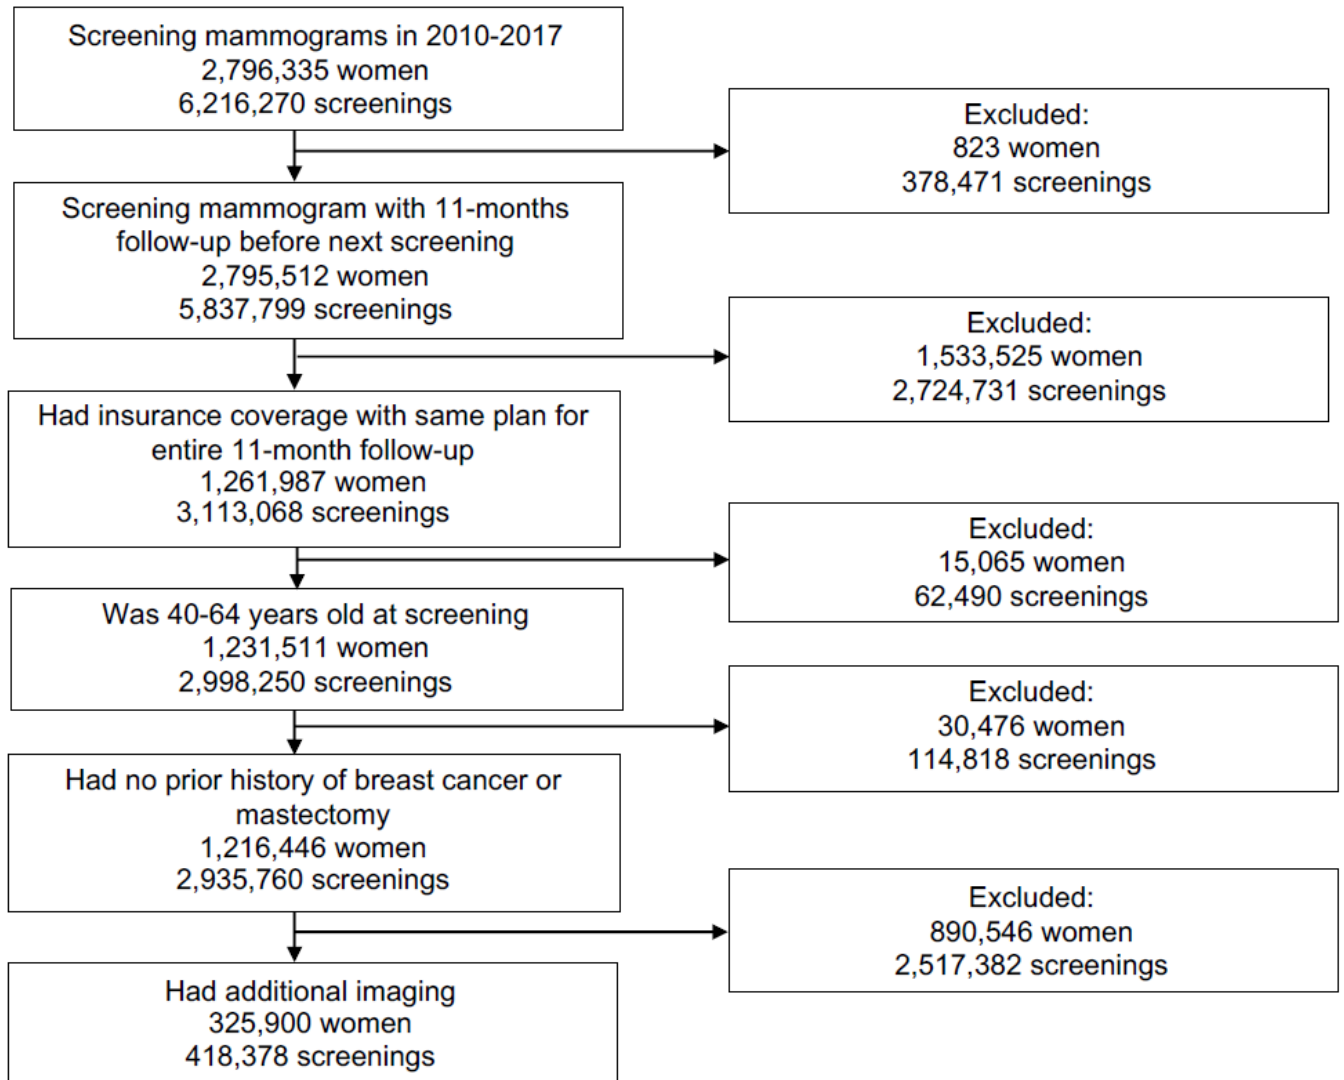 Screening mammograms in 2010-2017
2,796,335 women
6,216,270 screenings
Excluded:
823 women
378,471 screenings
Screening mammogram with 11-months
follow-up before next screening
2,795,512 women
5,837,799 screenings
Excluded:
1,533,525 women
2,724,731 screenings
Had insurance coverage with same plan for
entire 11-month follow-up
1,261,987 women
3,113,068 screenings
Excluded:
15,065 women
62,490 screenings
Was 40-64 years old at screening
1,231,511 women
2,998,250 screenings
Excluded:
30,476 women
114,818 screenings
Had no prior history of breast cancer or
mastectomy
1,216,446 women
2,935,760 screenings
Excluded:
890,546 women
2,517,382 screenings
Had additional imaging
325,900 women
418,378 screenings